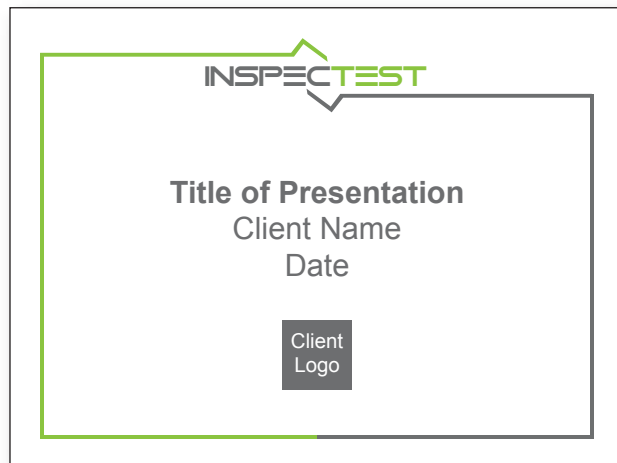 INSPECTEST
Title of Presentation
Client Name
Date
Client
Logo